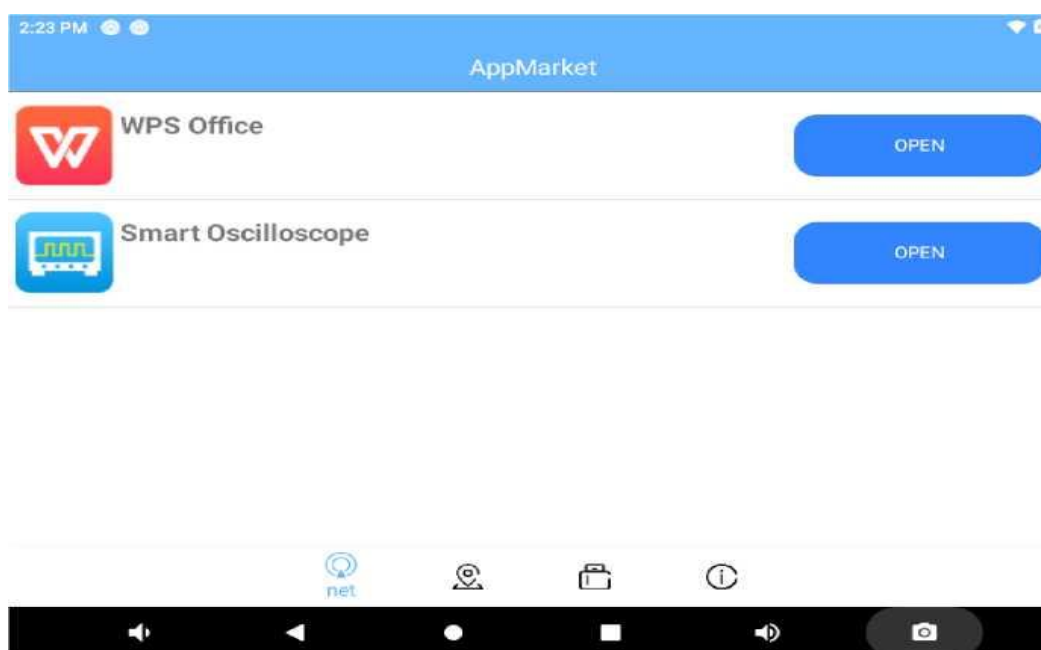 2:23 PM
AppMarket
WPS Office
OPEN
Smart Oscilloscope
OPEN
net